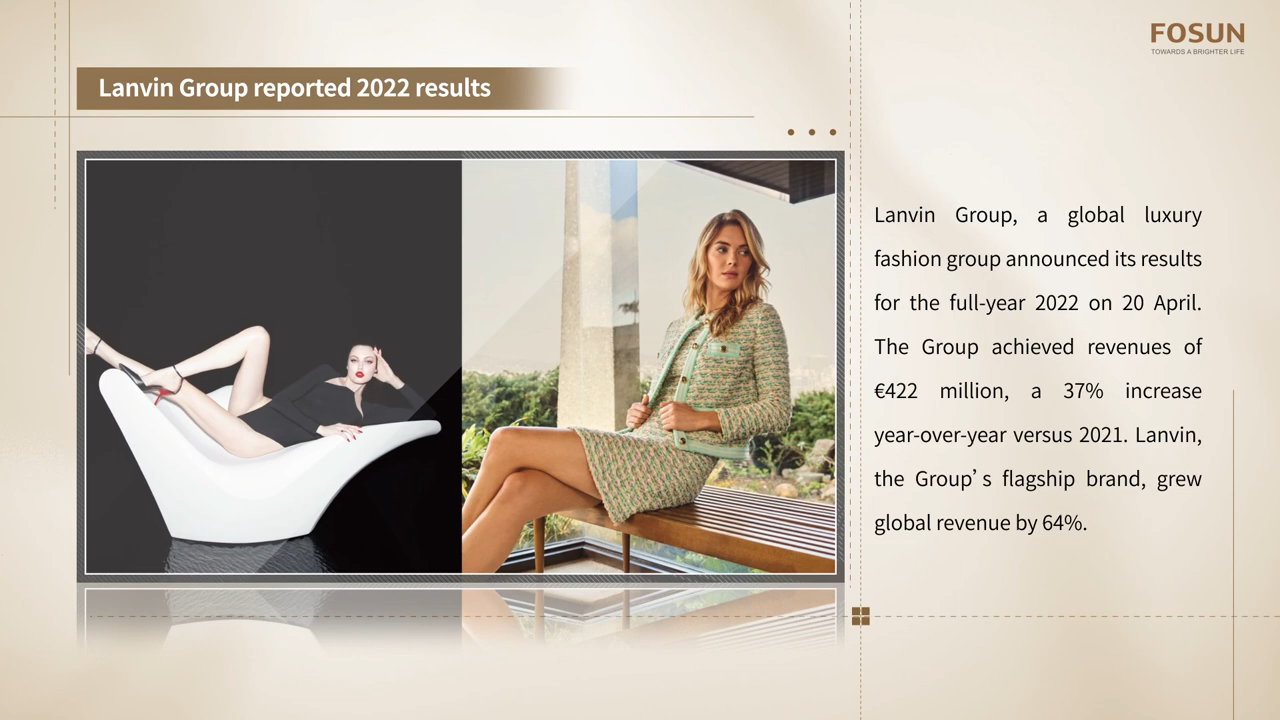 FOSUN
TOWARDS A BRIGHTER LIFE
Lanvin Group reported 2022 results
Lanvin Group, a global luxury
fashion group announced its results
for the full-year 2022 on 20 April.
The Group achieved revenues of
€422 million, a 37% increase
year-over-year versus 2021. Lanvin,
the Group’s flagship brand, grew
global revenue by 64%.